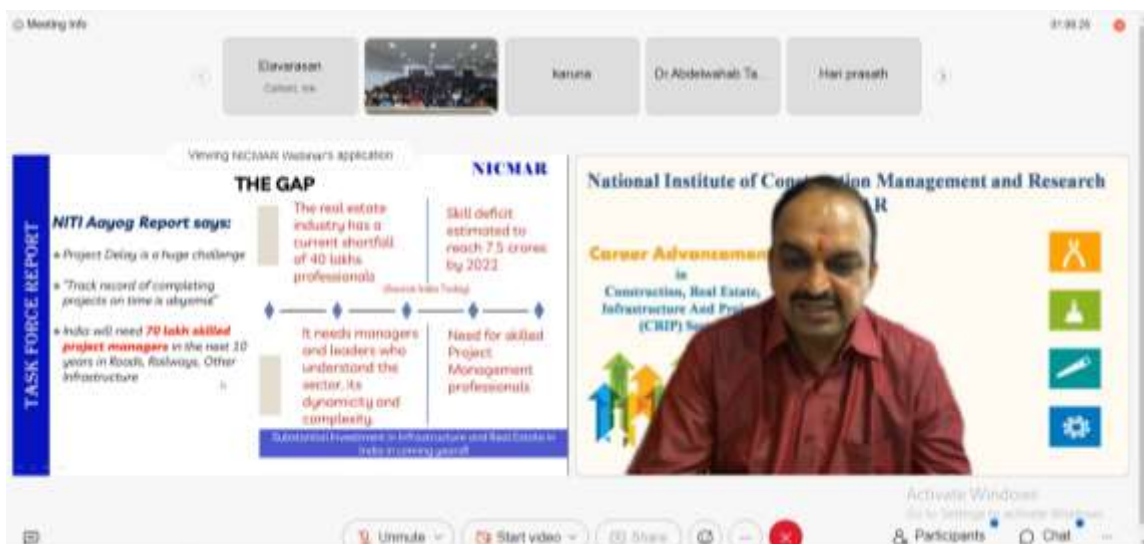 Meeting Info
Elavarasan
karuna
Dr Abdelwahab Ta...
Hari prasath
Viewing NICMAR Webinar's application
NICMAR
THE GAP
TASK FORCE REPORT
NITI Aayog Report says:
Project Delay is a huge challenge
"Track record of completing
projects on time is abysmal"
India will need 70 lakh skilled
project managers in the next 10
years in Roads, Railways, Other
Infrastructure
The real estate
industry has a
current shortfall
of 40 lakhs
professionals
Skill deficit
estimated to
reach 7.5 crores
by 2022
(Source India Today)
It needs managers
and leaders who
understand the
sector, its
dynamicity and
complexity.
Need for skilled
Project
Management
professionals
Substantial Investment in Infrastructure and Real Estate in
India in coming years!!
National Institute of Con on Management and Research
AR
Career Advancemen
in
Construction, Real Estate,
Infrastructure And Proj
(CRIP)
Activate Windows
Go to Settings to activate Windows.
Unmute
Start video
Share
Participants
Chat